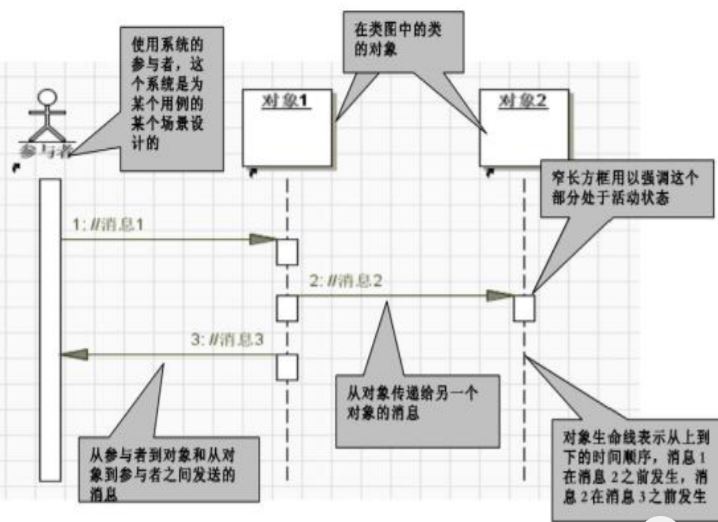 使用系统的
参与者，这
个系统是为
某个用例的
某个场景设
计的
在类图中的类
的对象
参与者
对象1
对象2
窄长方框用以强调这个
部分处于活动状态
1: //消息1
2: //消息2
3: //消息3
从对象传递给另一个
对象的消息
从参与者到对象和从对
象到参与者之间发送的
消息
对象生命线表示从上到
下的时间顺序，消息1
在消息2之前发生，消
息2在消息3之前发生